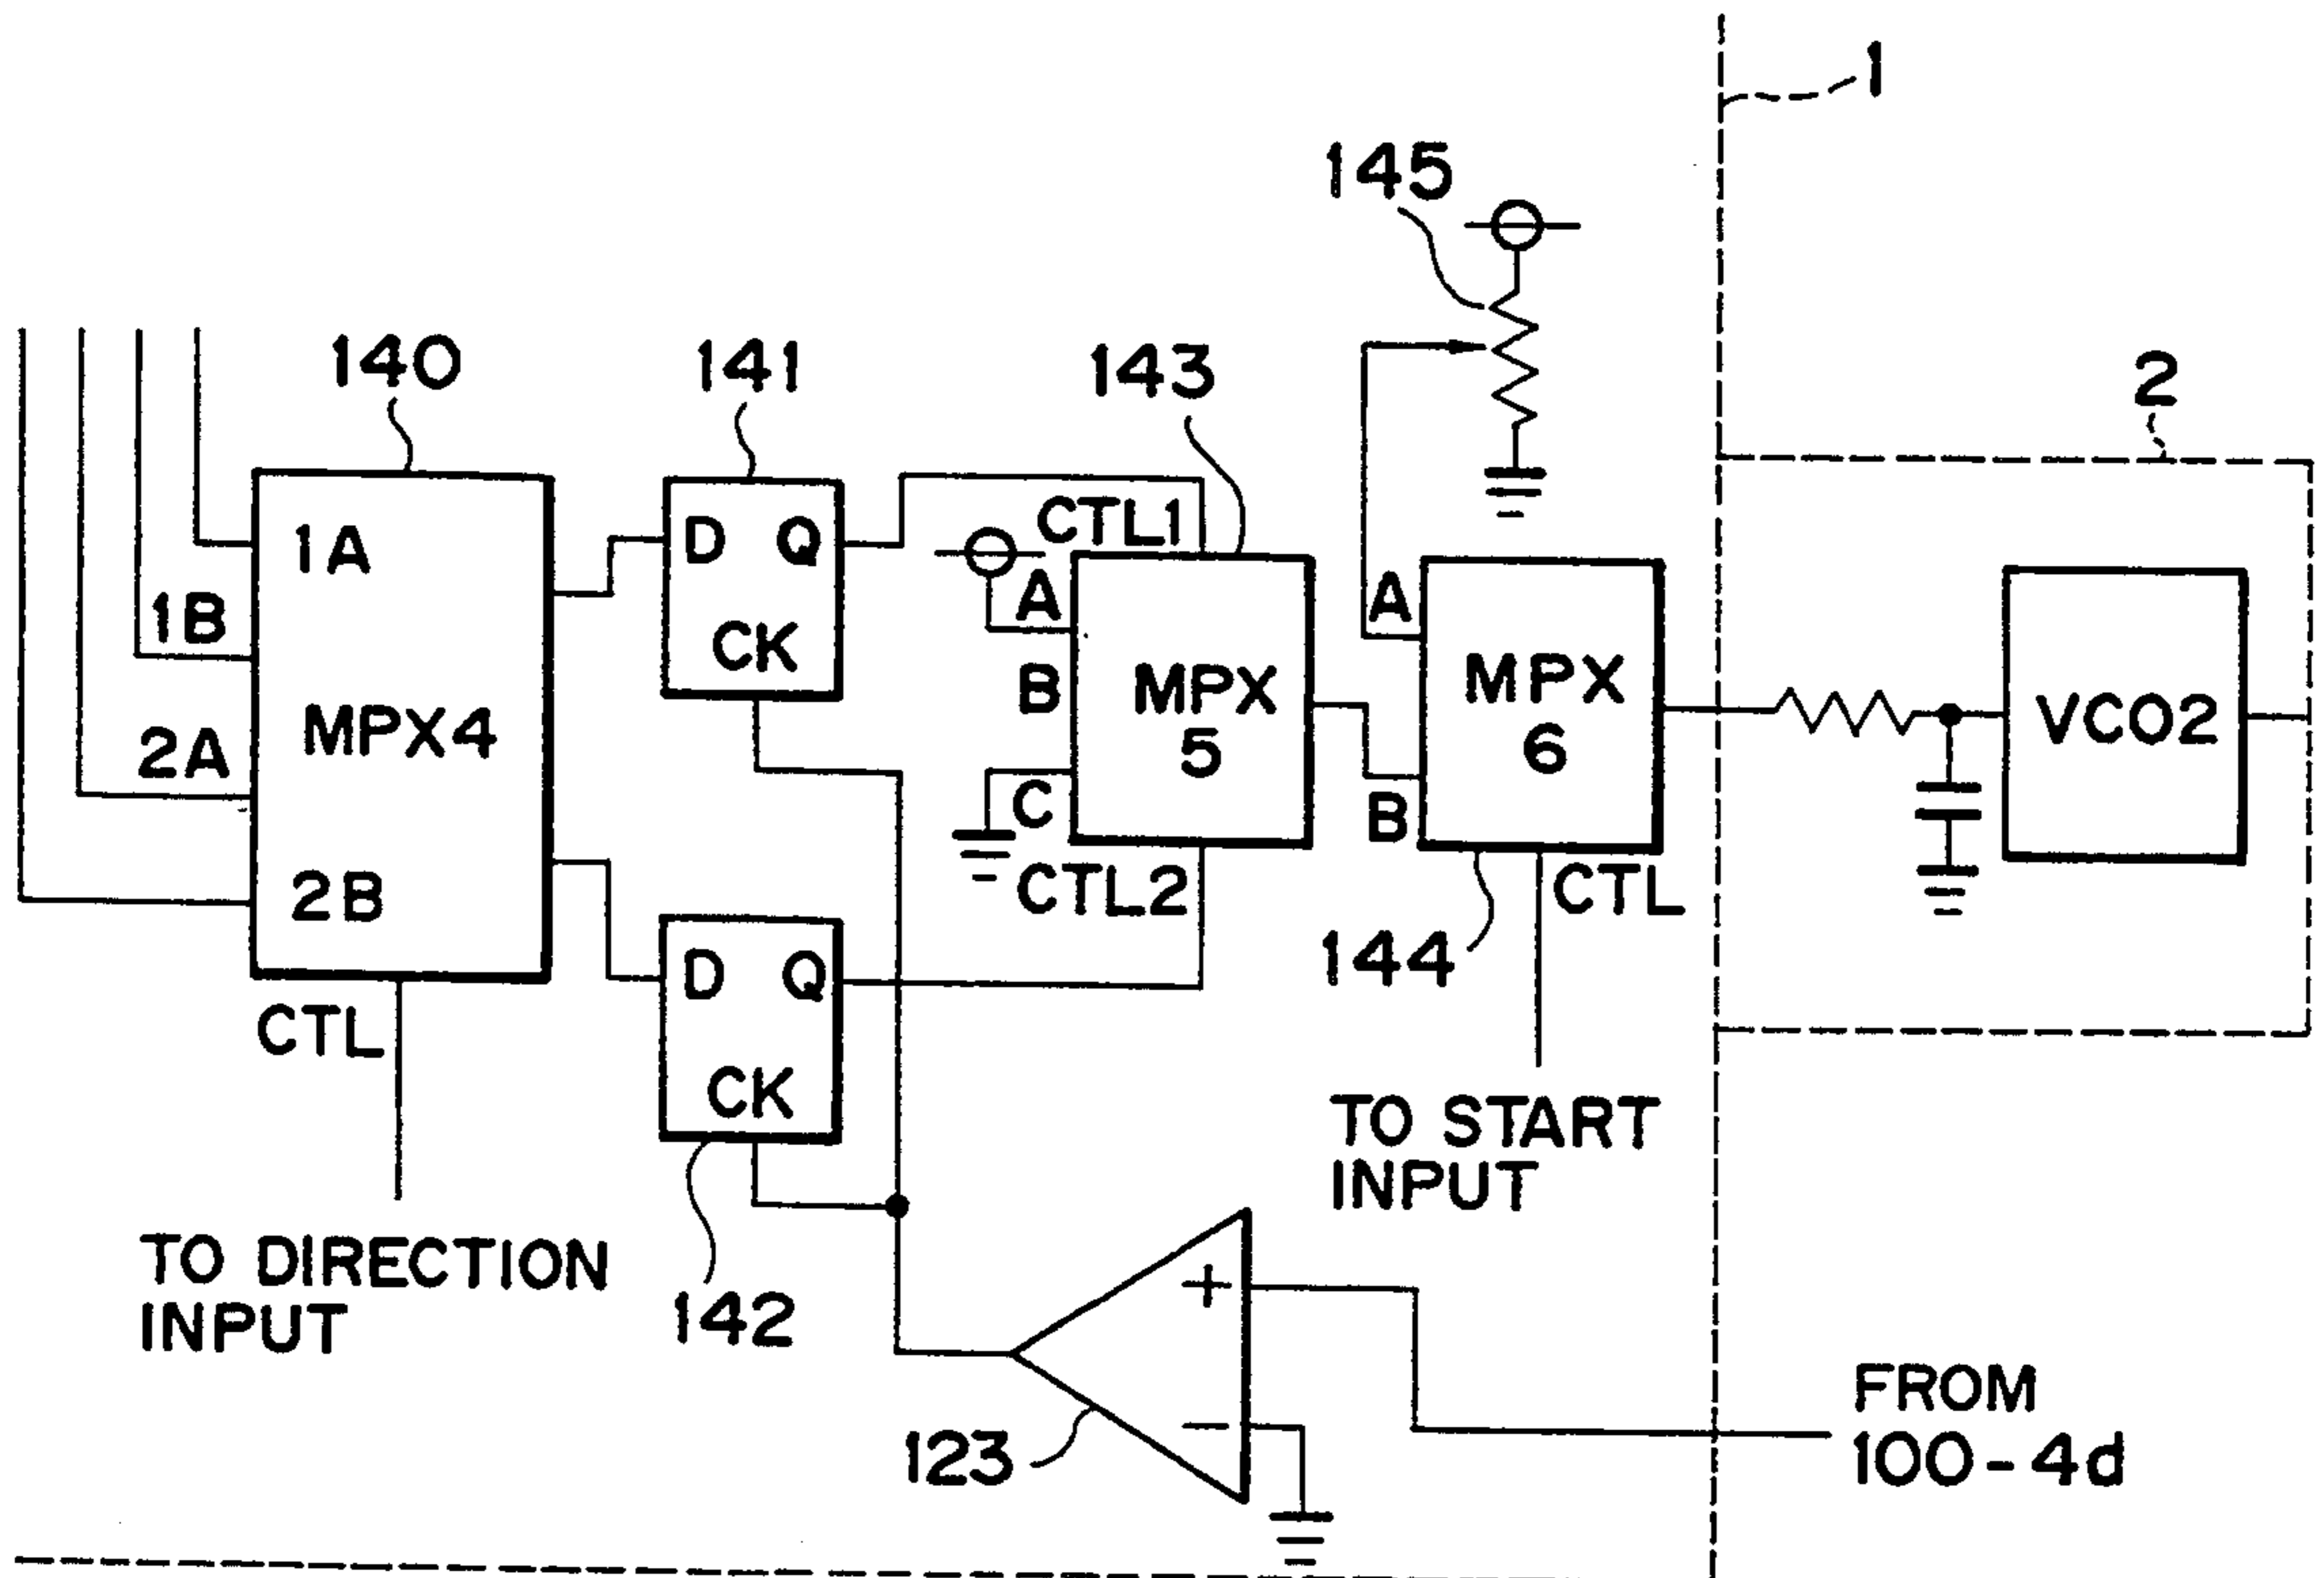 1
145
140
141
143
2
1A
D Q
CTL1
1B
CK
A
A
B
MPX
5
MPX
6
VCO2
2A
MPX4
C
B
2B
CTL2
CTL
D Q
144
CTL
CK
TO START
INPUT
TO DIRECTION
INPUT
142
+
−
123
FROM
100-4d